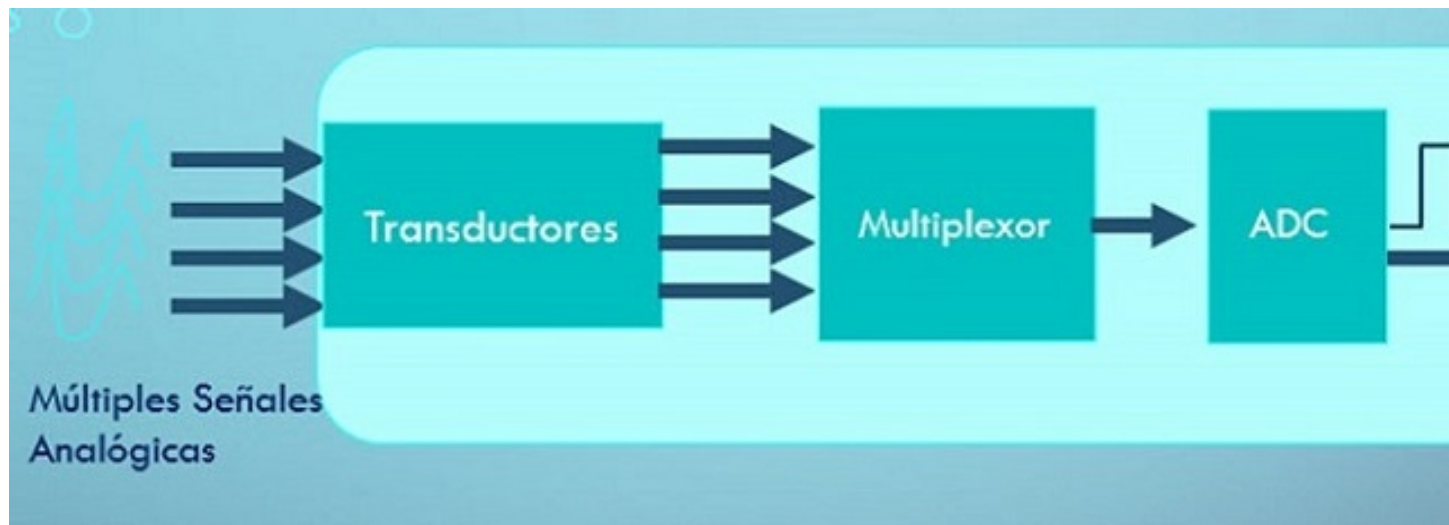 Transductores
Multiplexor
ADC
Múltiples Señales
Analógicas